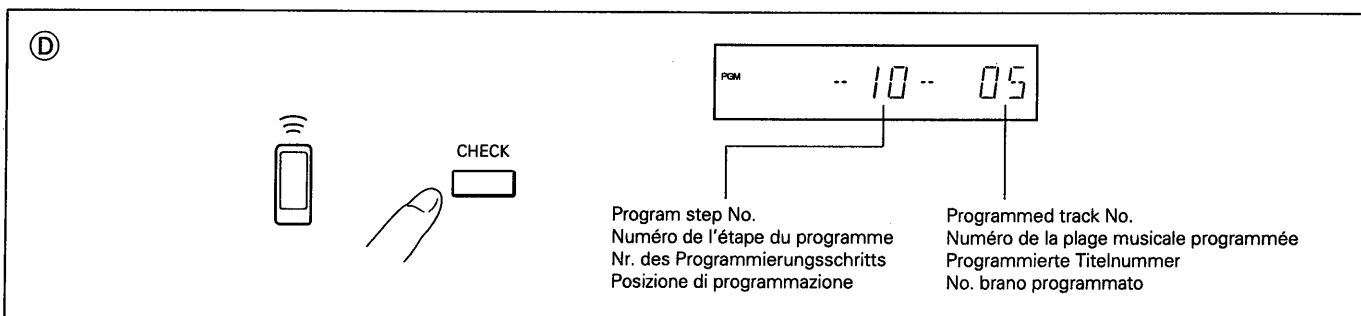 Ⓓ
PGM -- 10 -- 05
CHECK
Program step No.
Numéro de l'étape du programme
Nr. des Programmierungsschritts
Posizione di programmazione
Programmed track No.
Numéro de la plage musicale programmée
Programmierte Titelnummer
No. brano programmato